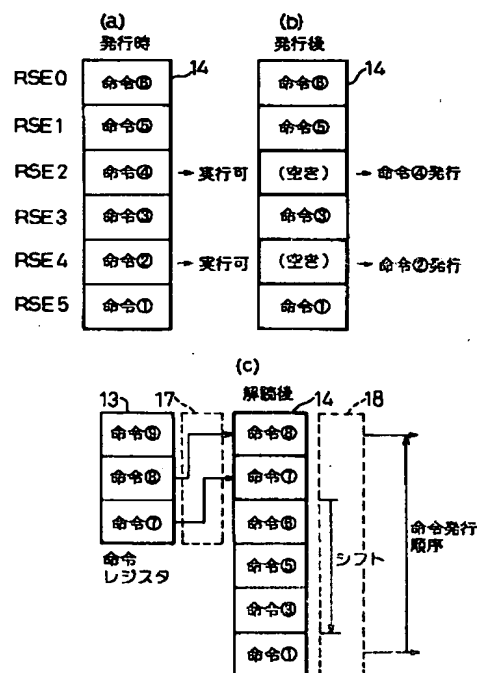 (a)
発行時
14
RSE0 命令⑥
RSE1 命令⑤
RSE2 命令④ → 実行可
RSE3 命令③
RSE4 命令② → 実行可
RSE5 命令①
(b)
発行後
14
命令⑥
命令⑤
(空き) → 命令④発行
命令③
(空き) → 命令②発行
命令①
(c)
解読後
13
17
14
18
命令⑨
命令⑧
命令⑦
命令
レジスタ
命令⑧
命令⑦
命令⑥
命令⑤
命令③
命令①
シフト
命令発行
順序